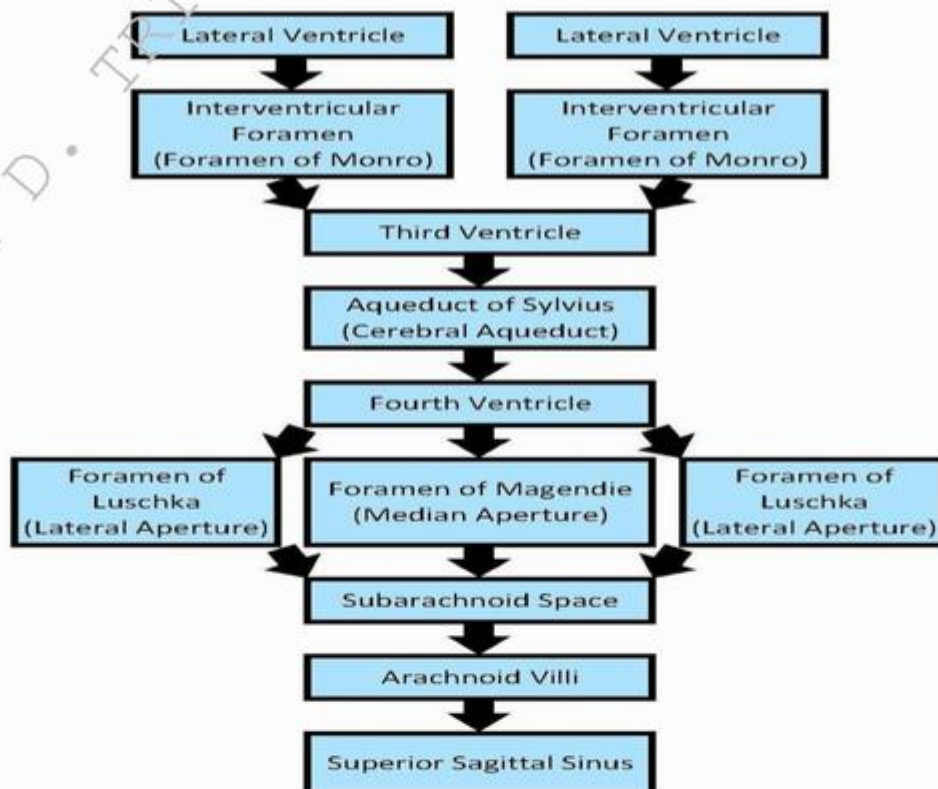 Lateral Ventricle
Lateral Ventricle
Interventricular
Foramen
(Foramen of Monro)
Interventricular
Foramen
(Foramen of Monro)
Third Ventricle
Aqueduct of Sylvius
(Cerebral Aqueduct)
Fourth Ventricle
Foramen of
Luschka
(Lateral Aperture)
Foramen of Magendie
(Median Aperture)
Foramen of
Luschka
(Lateral Aperture)
Subarachnoid Space
Arachnoid Villi
Superior Sagittal Sinus
D.